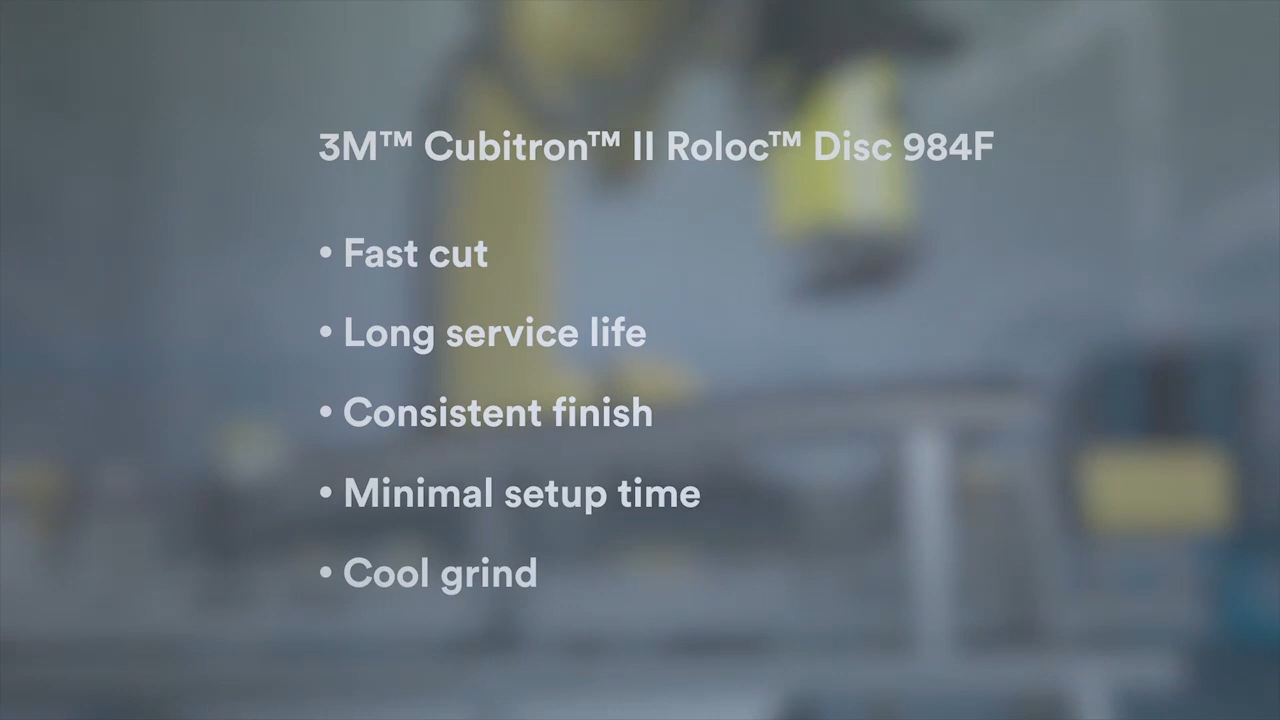 3M™ Cubitron™ II Roloc™ Disc 984F
• Fast cut
• Long service life
• Consistent finish
• Minimal setup time
• Cool grind